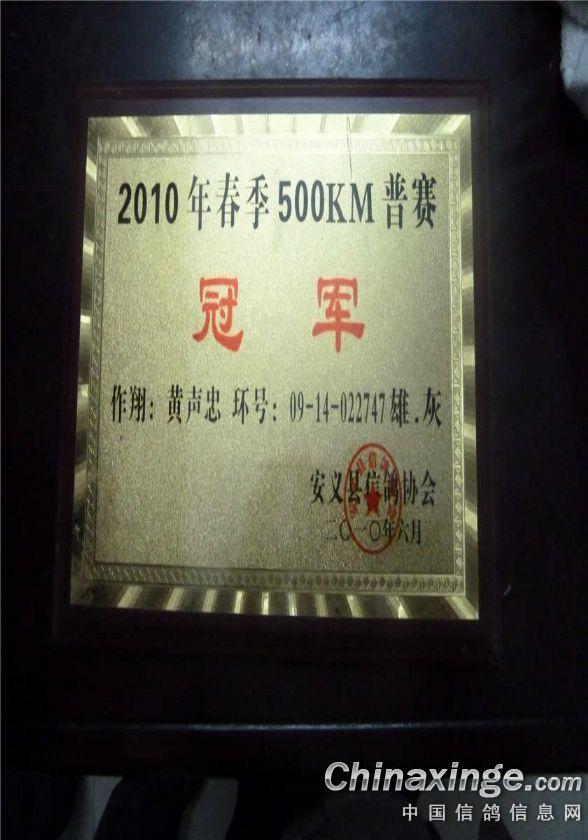 2010年春季500KM普赛
冠 军
作翔：黄声忠 环号：09-14-022747雄.灰
安义县信鸽协会
二〇一〇年六月
Chinaxinge.com
中国信鸽信息网